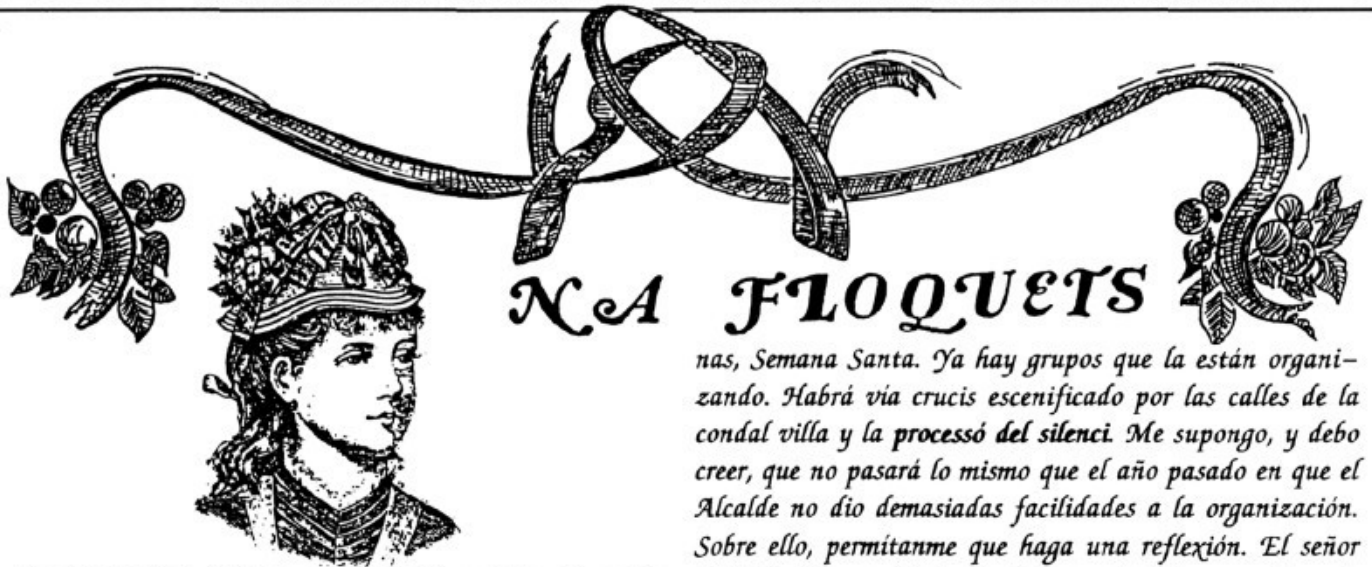 NA FLOQUETS
nas, Semana Santa. Ya hay grupos que la están organi-
zando. Habrá vía crucis escenificado por las calles de la
condal villa y la processó del silenci. Me supongo, y debo
creer, que no pasará lo mismo que el año pasado en que el
Alcalde no dio demasiadas facilidades a la organización.
Sobre ello, permítanme que haga una reflexión. El señor